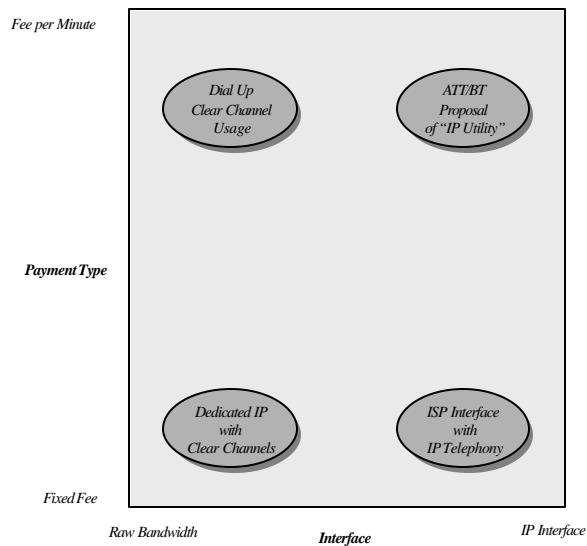 Fee per Minute
Dial Up
Clear Channel
Usage
ATT/BT
Proposal
of “IP Utility”
Payment Type
Dedicated IP
with
Clear Channels
ISP Interface
with
IP Telephony
Fixed Fee
Raw Bandwidth
Interface
IP Interface